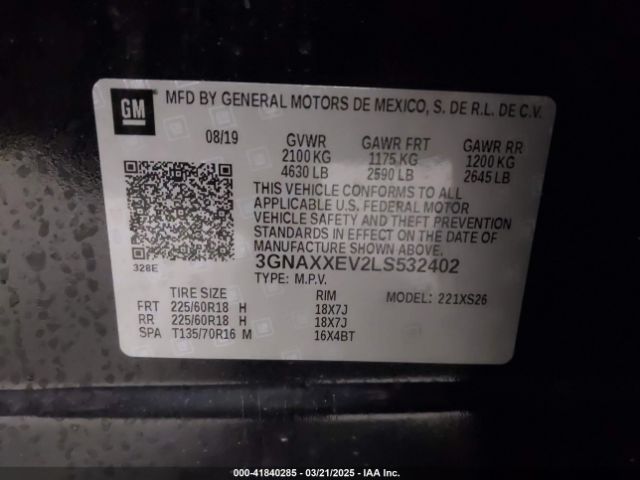 GM
MFD BY GENERAL MOTORS DE MEXICO, S. DE R.L. DE C.V.
08/19 GVWR GAWR FRT GAWR RR
2100 KG 1175 KG 1200 KG
4630 LB 2590 LB 2645 LB
THIS VEHICLE CONFORMS TO ALL
APPLICABLE U.S. FEDERAL MOTOR
VEHICLE SAFETY AND THEFT PREVENTION
STANDARDS IN EFFECT ON THE DATE OF
MANUFACTURE SHOWN ABOVE.
328E 3GNAXXEV2LS532402
TYPE: M.P.V.
TIRE SIZE RIM MODEL: 221XS26
FRT 225/60R18 H 18X7J
RR 225/60R18 H 18X7J
SPA T135/70R16 M 16X4BT
000-41840285 - 03/21/2025 - IAA Inc.